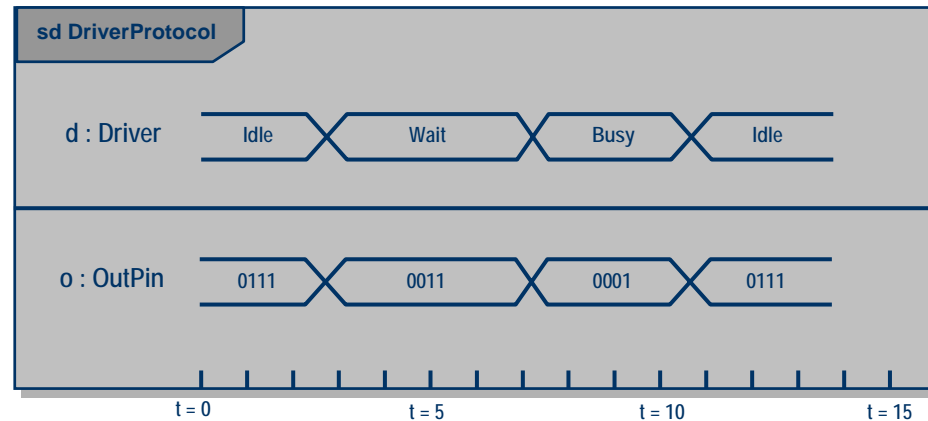 sd DriverProtocol
d : Driver Idle Wait Busy Idle
o : OutPin 0111 0011 0001 0111
t = 0 t = 5 t = 10 t = 15